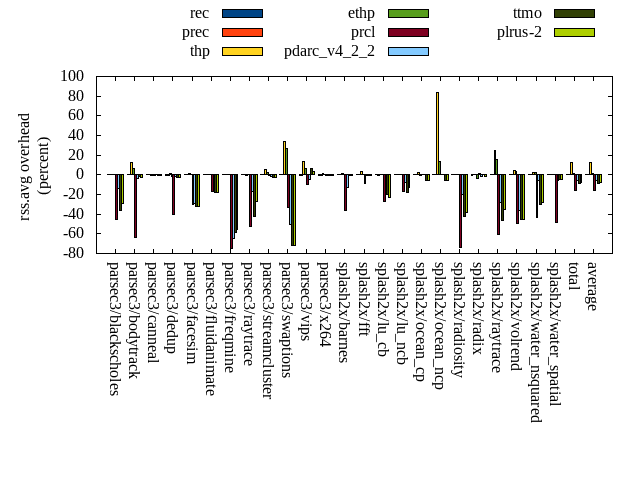 rec
prec
thp
ethp
prcl
pdarc_v4_2_2
ttmo
plrus-2
rss.avg overhead
(percent)
100
80
60
40
20
0
-20
-40
-60
-80
parsec3/blackscholes
parsec3/bodytrack
parsec3/canneal
parsec3/dedup
parsec3/facesim
parsec3/fluidanimate
parsec3/freqmine
parsec3/raytrace
parsec3/streamcluster
parsec3/swaptions
parsec3/vips
parsec3/x264
splash2x/barnes
splash2x/fft
splash2x/lu_cb
splash2x/lu_ncb
splash2x/ocean_cp
splash2x/ocean_ncp
splash2x/radiosity
splash2x/radix
splash2x/raytrace
splash2x/volrend
splash2x/water_nsquared
splash2x/water_spatial
total
average